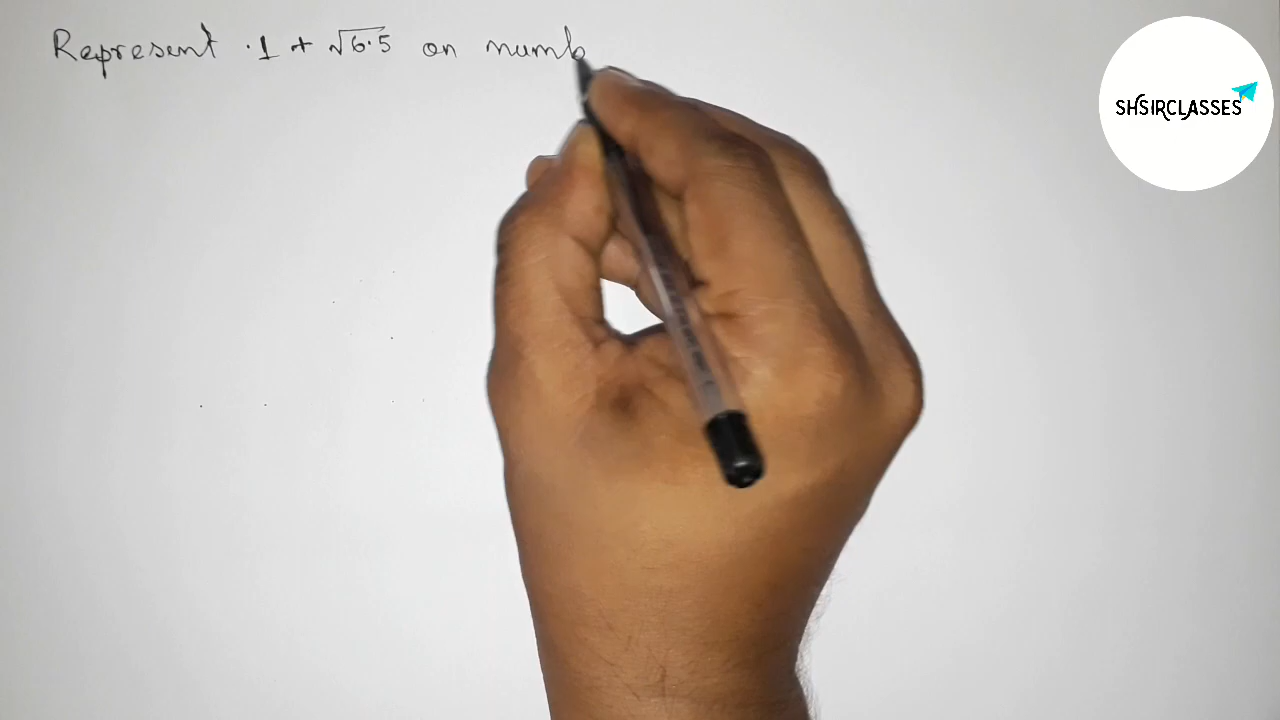 Represent .1 + √6.5 on numb
SHSIRCLASSES